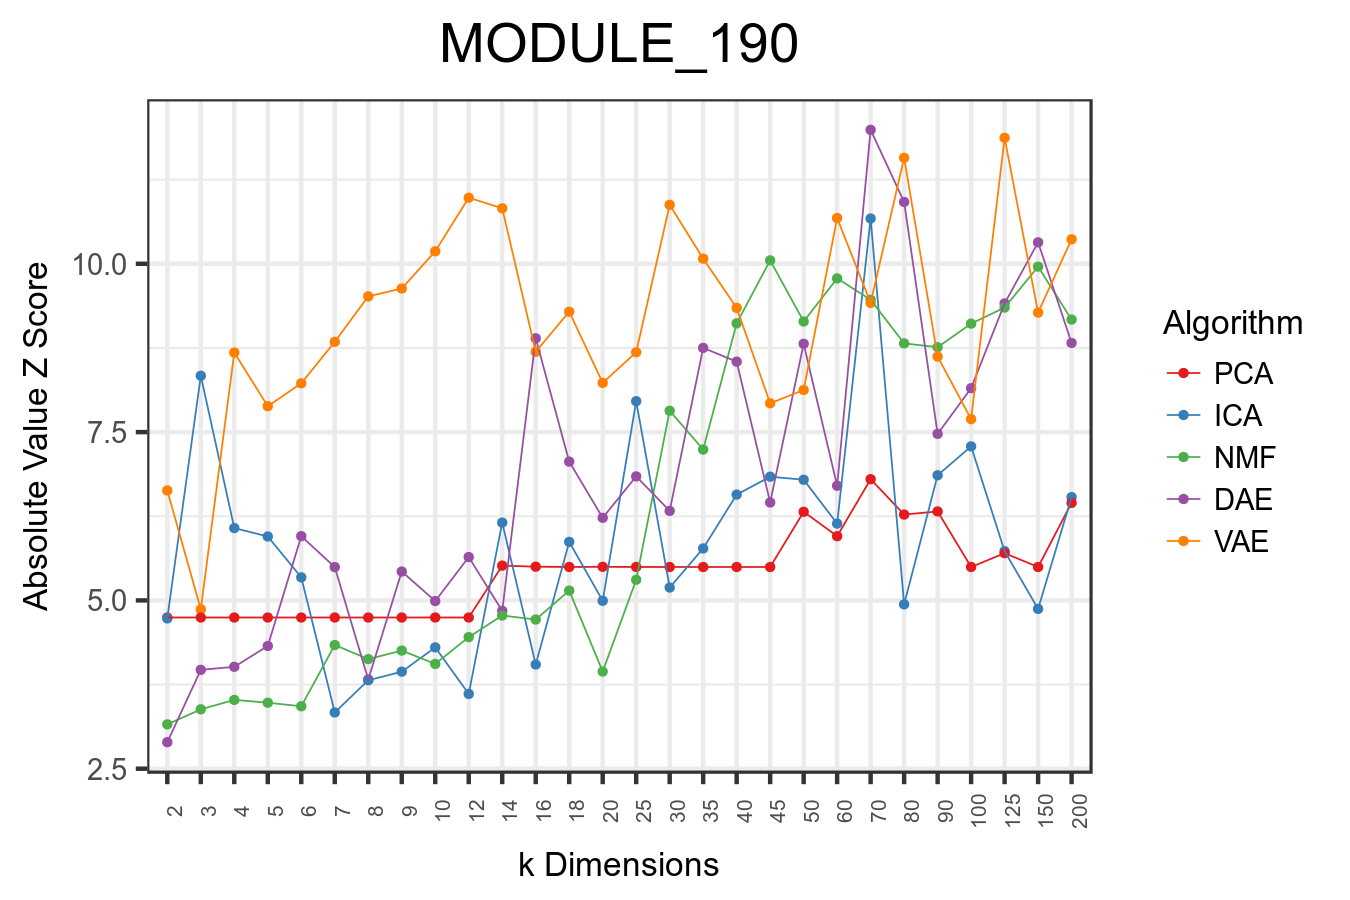 MODULE_190
Absolute Value Z Score
10.0
7.5
5.0
2.5
2 3 4 5 6 7 8 9 10 12 14 16 18 20 25 30 35 40 45 50 60 70 80 90 100 125 150 200
k Dimensions
Algorithm
PCA
ICA
NMF
DAE
VAE